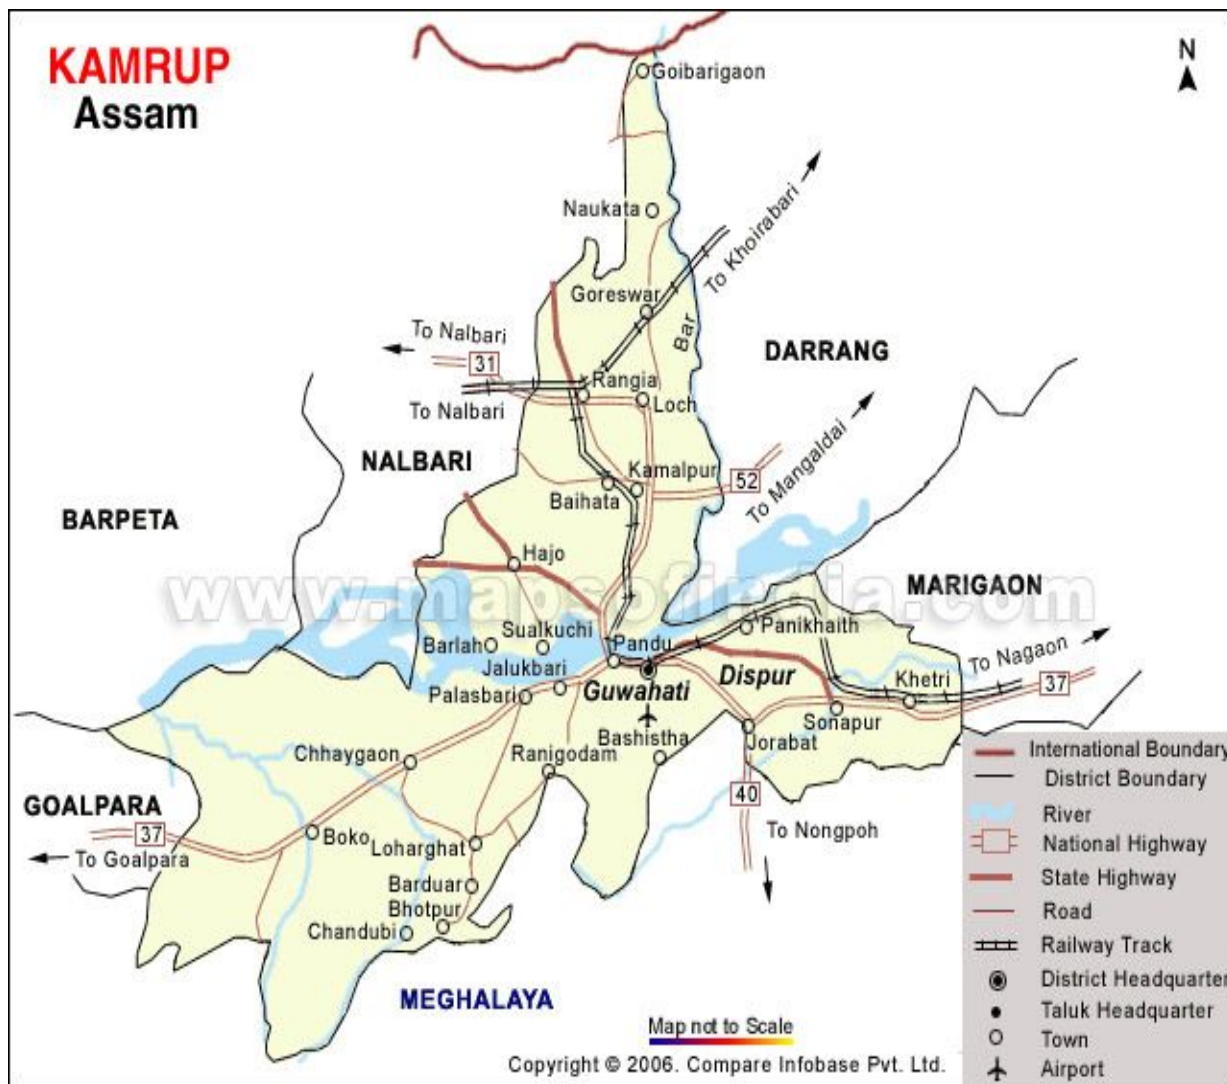 KAMRUP
Assam
N
Goibarigaon
Naukata
To Khoirabari
Goreswar
To Nalbari
Bar
DARRANG
31
Rangia
To Nalbari
Loch
To Mangaldai
NALBARI
Kamalpur
52
Baihata
BARPETA
Hajo
www.mapsofindia.com
MARIGAON
Panikhaith
Sualkuchi
Barlah
Pandu
To Nagaon
Jalukbari
Dispur
Khetri
37
Palasbari
Guwahati
Sonapur
Bashistha
Jorabat
Chhaygaon
Ranigodam
40
GOALPARA
37
Boko
To Nongpoh
Loharghat
To Goalpara
Barduar
Bhotpur
Chandubi
MEGHALAYA
International Boundary
District Boundary
River
National Highway
State Highway
Road
Railway Track
District Headquarter
Taluk Headquarter
Town
Airport
Map not to Scale
Copyright © 2006. Compare Infobase Pvt. Ltd.